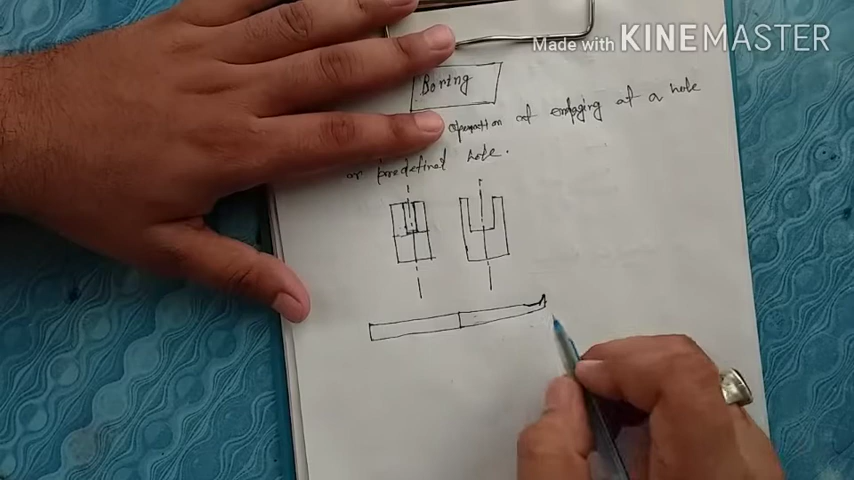 Made with KINEMASTER
Boring
operation of enlarging of a hole
or predefined hole.